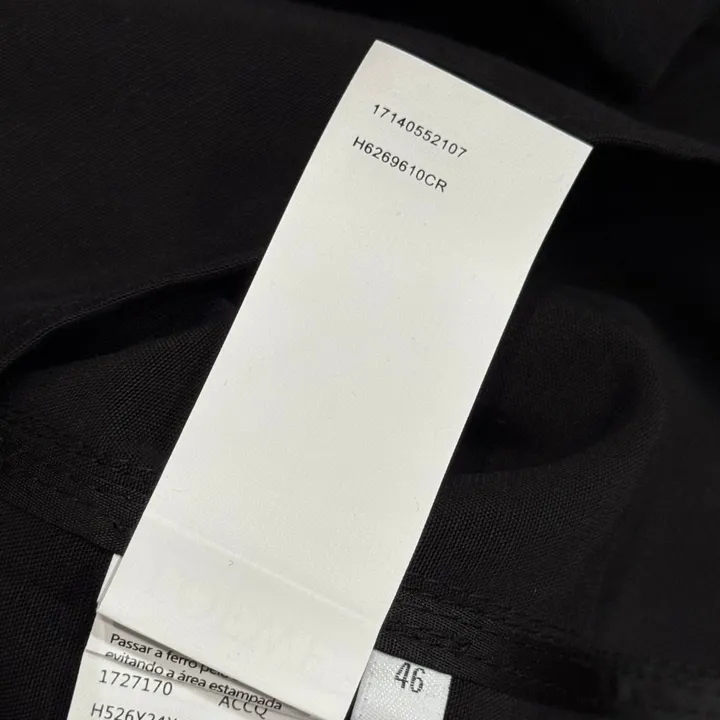 17140552107
H6269610CR
Passar a ferro
evitando a área estampada
1727170 ACCQ
46